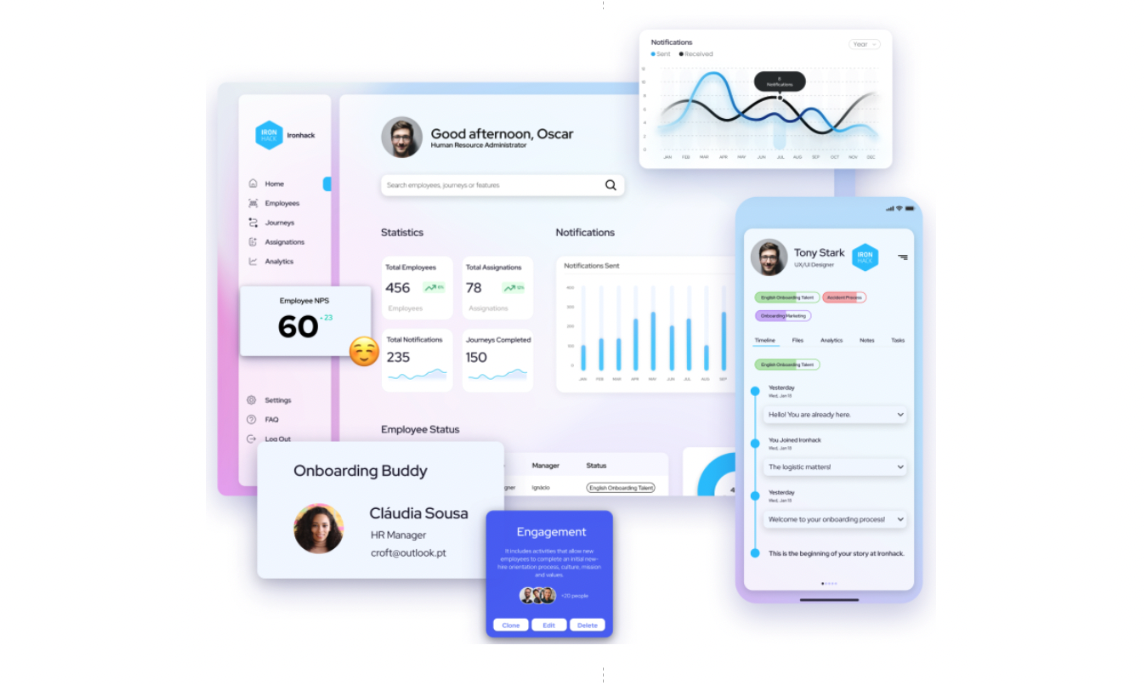 IRON
HACK
Ironhack
Home
Employees
Journeys
Assignations
Analytics
Employee NPS
60
+23
Settings
FAQ
Log Out
Good afternoon, Oscar
Human Resource Administrator
Search employees, journeys or features
Statistics
Total Employees
456
Employees
Total Assignations
78
Assignations
Total Notifications
235
Journeys Completed
150
Notifications
Notifications Sent
400
300
200
100
0
JAN FEB MAR APR MAY JUN JUL AUG SEP
Employee Status
Manager Status
Ignácio English Onboarding Talent
Notifications
Year
Sent Received
Notifications
JAN FEB MAR APR MAY JUN JUL AUG SEP OCT NOV DEC
Onboarding Buddy
Cláudia Sousa
HR Manager
croft@outlook.pt
Engagement
It includes activities that allow new
employees to complete an initial new-
hire orientation process, culture, mission
and values.
+20 people
Clone Edit Delete
Tony Stark
UX/UI Designer
IRON
HACK
English Onboarding Talent Accident Process
Onboarding Marketing
Timeline Files Analytics Notes Tasks
English Onboarding Talent
Yesterday
Wed, Jan 19
Hello! You are already here.
You Joined Ironhack
Wed, Jan 19
The logistic matters!
Yesterday
Wed, Jan 19
Welcome to your onboarding process!
This is the beginning of your story at Ironhack.